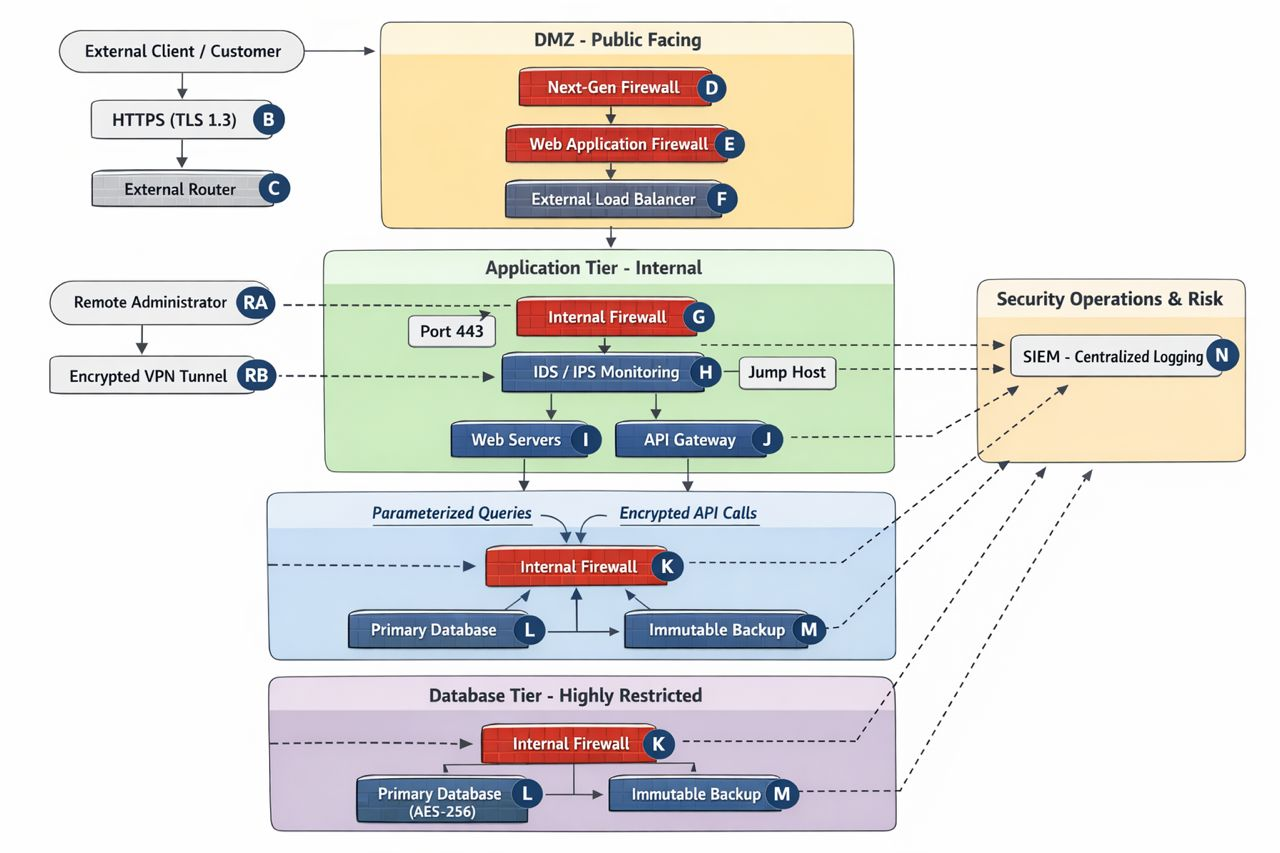 External Client / Customer
HTTPS (TLS 1.3) B
External Router C
DMZ - Public Facing
Next-Gen Firewall D
Web Application Firewall E
External Load Balancer F
Application Tier - Internal
Remote Administrator RA
Encrypted VPN Tunnel RB
Port 443
Internal Firewall G
IDS / IPS Monitoring H
Jump Host
Web Servers I
API Gateway J
Security Operations & Risk
SIEM - Centralized Logging N
Parameterized Queries
Encrypted API Calls
Internal Firewall K
Primary Database L
Immutable Backup M
Database Tier - Highly Restricted
Internal Firewall K
Primary Database L
(AES-256)
Immutable Backup M